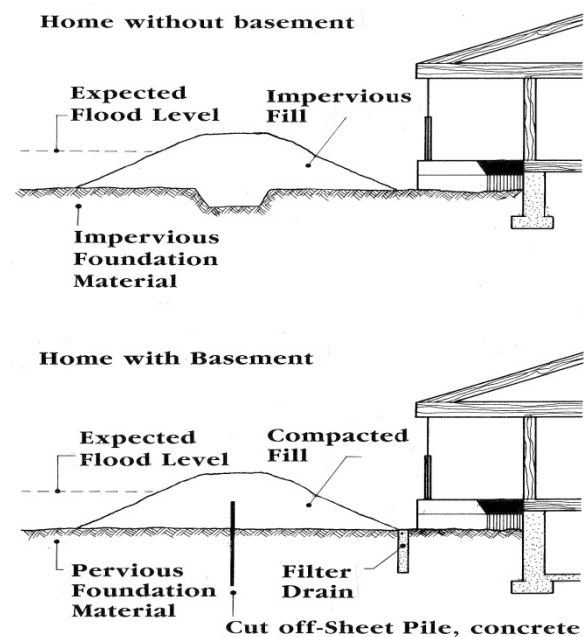 Home without basement
Expected
Flood Level
Impervious
Fill
Impervious
Foundation
Material
Home with Basement
Expected
Flood Level
Compacted
Fill
Pervious
Foundation
Material
Filter
Drain
Cut off-Sheet Pile, concrete